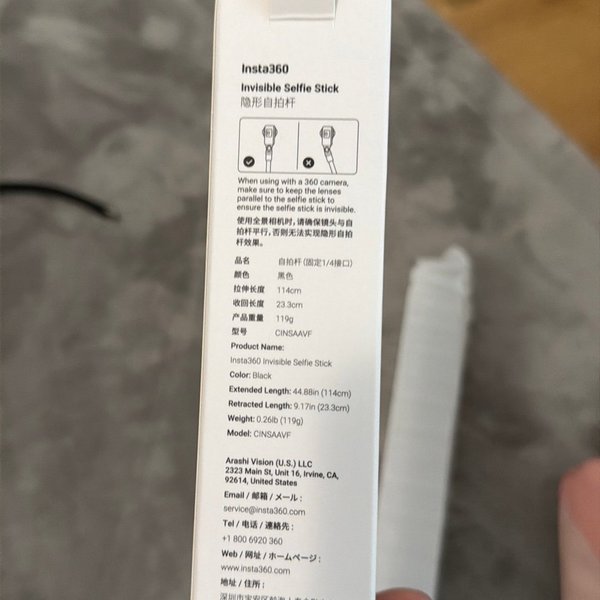 Insta360
Invisible Selfie Stick
隐形自拍杆
When using with a 360 camera,
make sure to keep the lenses
parallel to the selfie stick to
ensure the selfie stick is invisible.
使用全景相机时,请确保镜头与自
拍杆平行,否则无法实现隐形自拍
杆效果。
品名 自拍杆(固定1/4接口)
颜色 黑色
拉伸长度 114cm
收回长度 23.3cm
产品重量 119g
型号 CINSAAVF
Product Name:
Insta360 Invisible Selfie Stick
Color: Black
Extended Length: 44.88in (114cm)
Retracted Length: 9.17in (23.3cm)
Weight: 0.26lb (119g)
Model: CINSAAVF
Arashi Vision (U.S.) LLC
2323 Main St, Unit 16, Irvine, CA,
92614, United States
Email / 邮箱 / メール :
service@insta360.com
Tel / 电话 / 連絡先 :
+1 800 6920 360
Web / 网址 / ホームページ :
www.insta360.com
地址 / 住所 :